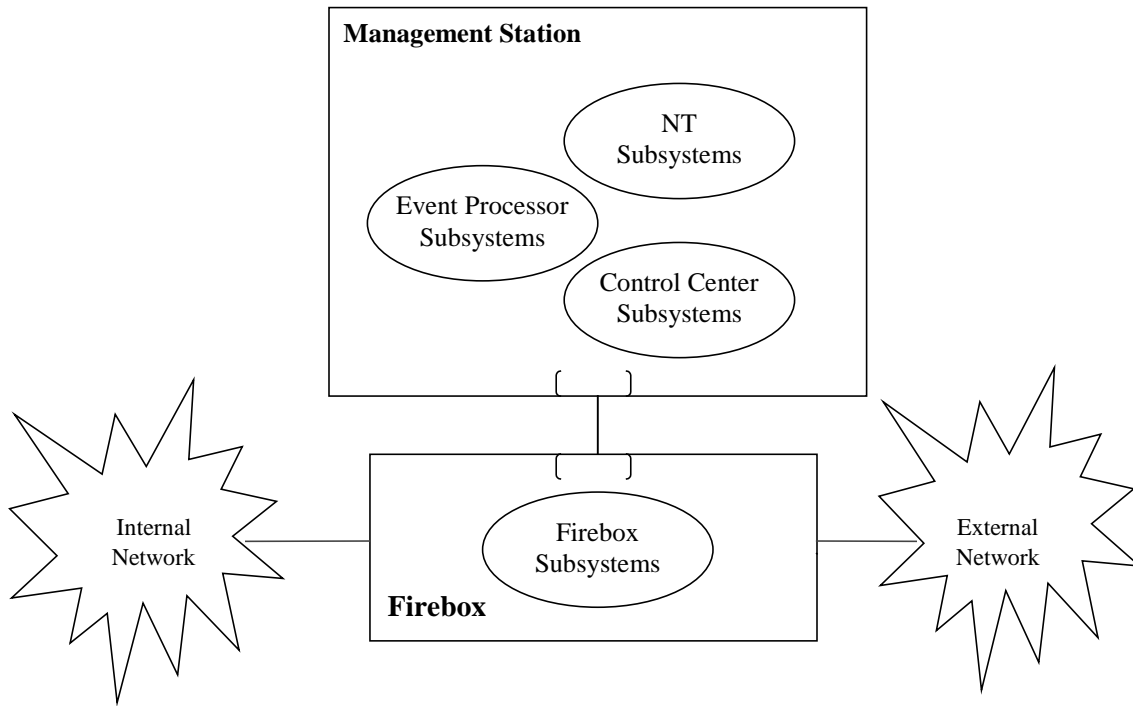 Management Station
NT
Subsystems
Event Processor
Subsystems
Control Center
Subsystems
Internal
Network
Firebox
Subsystems
Firebox
External
Network